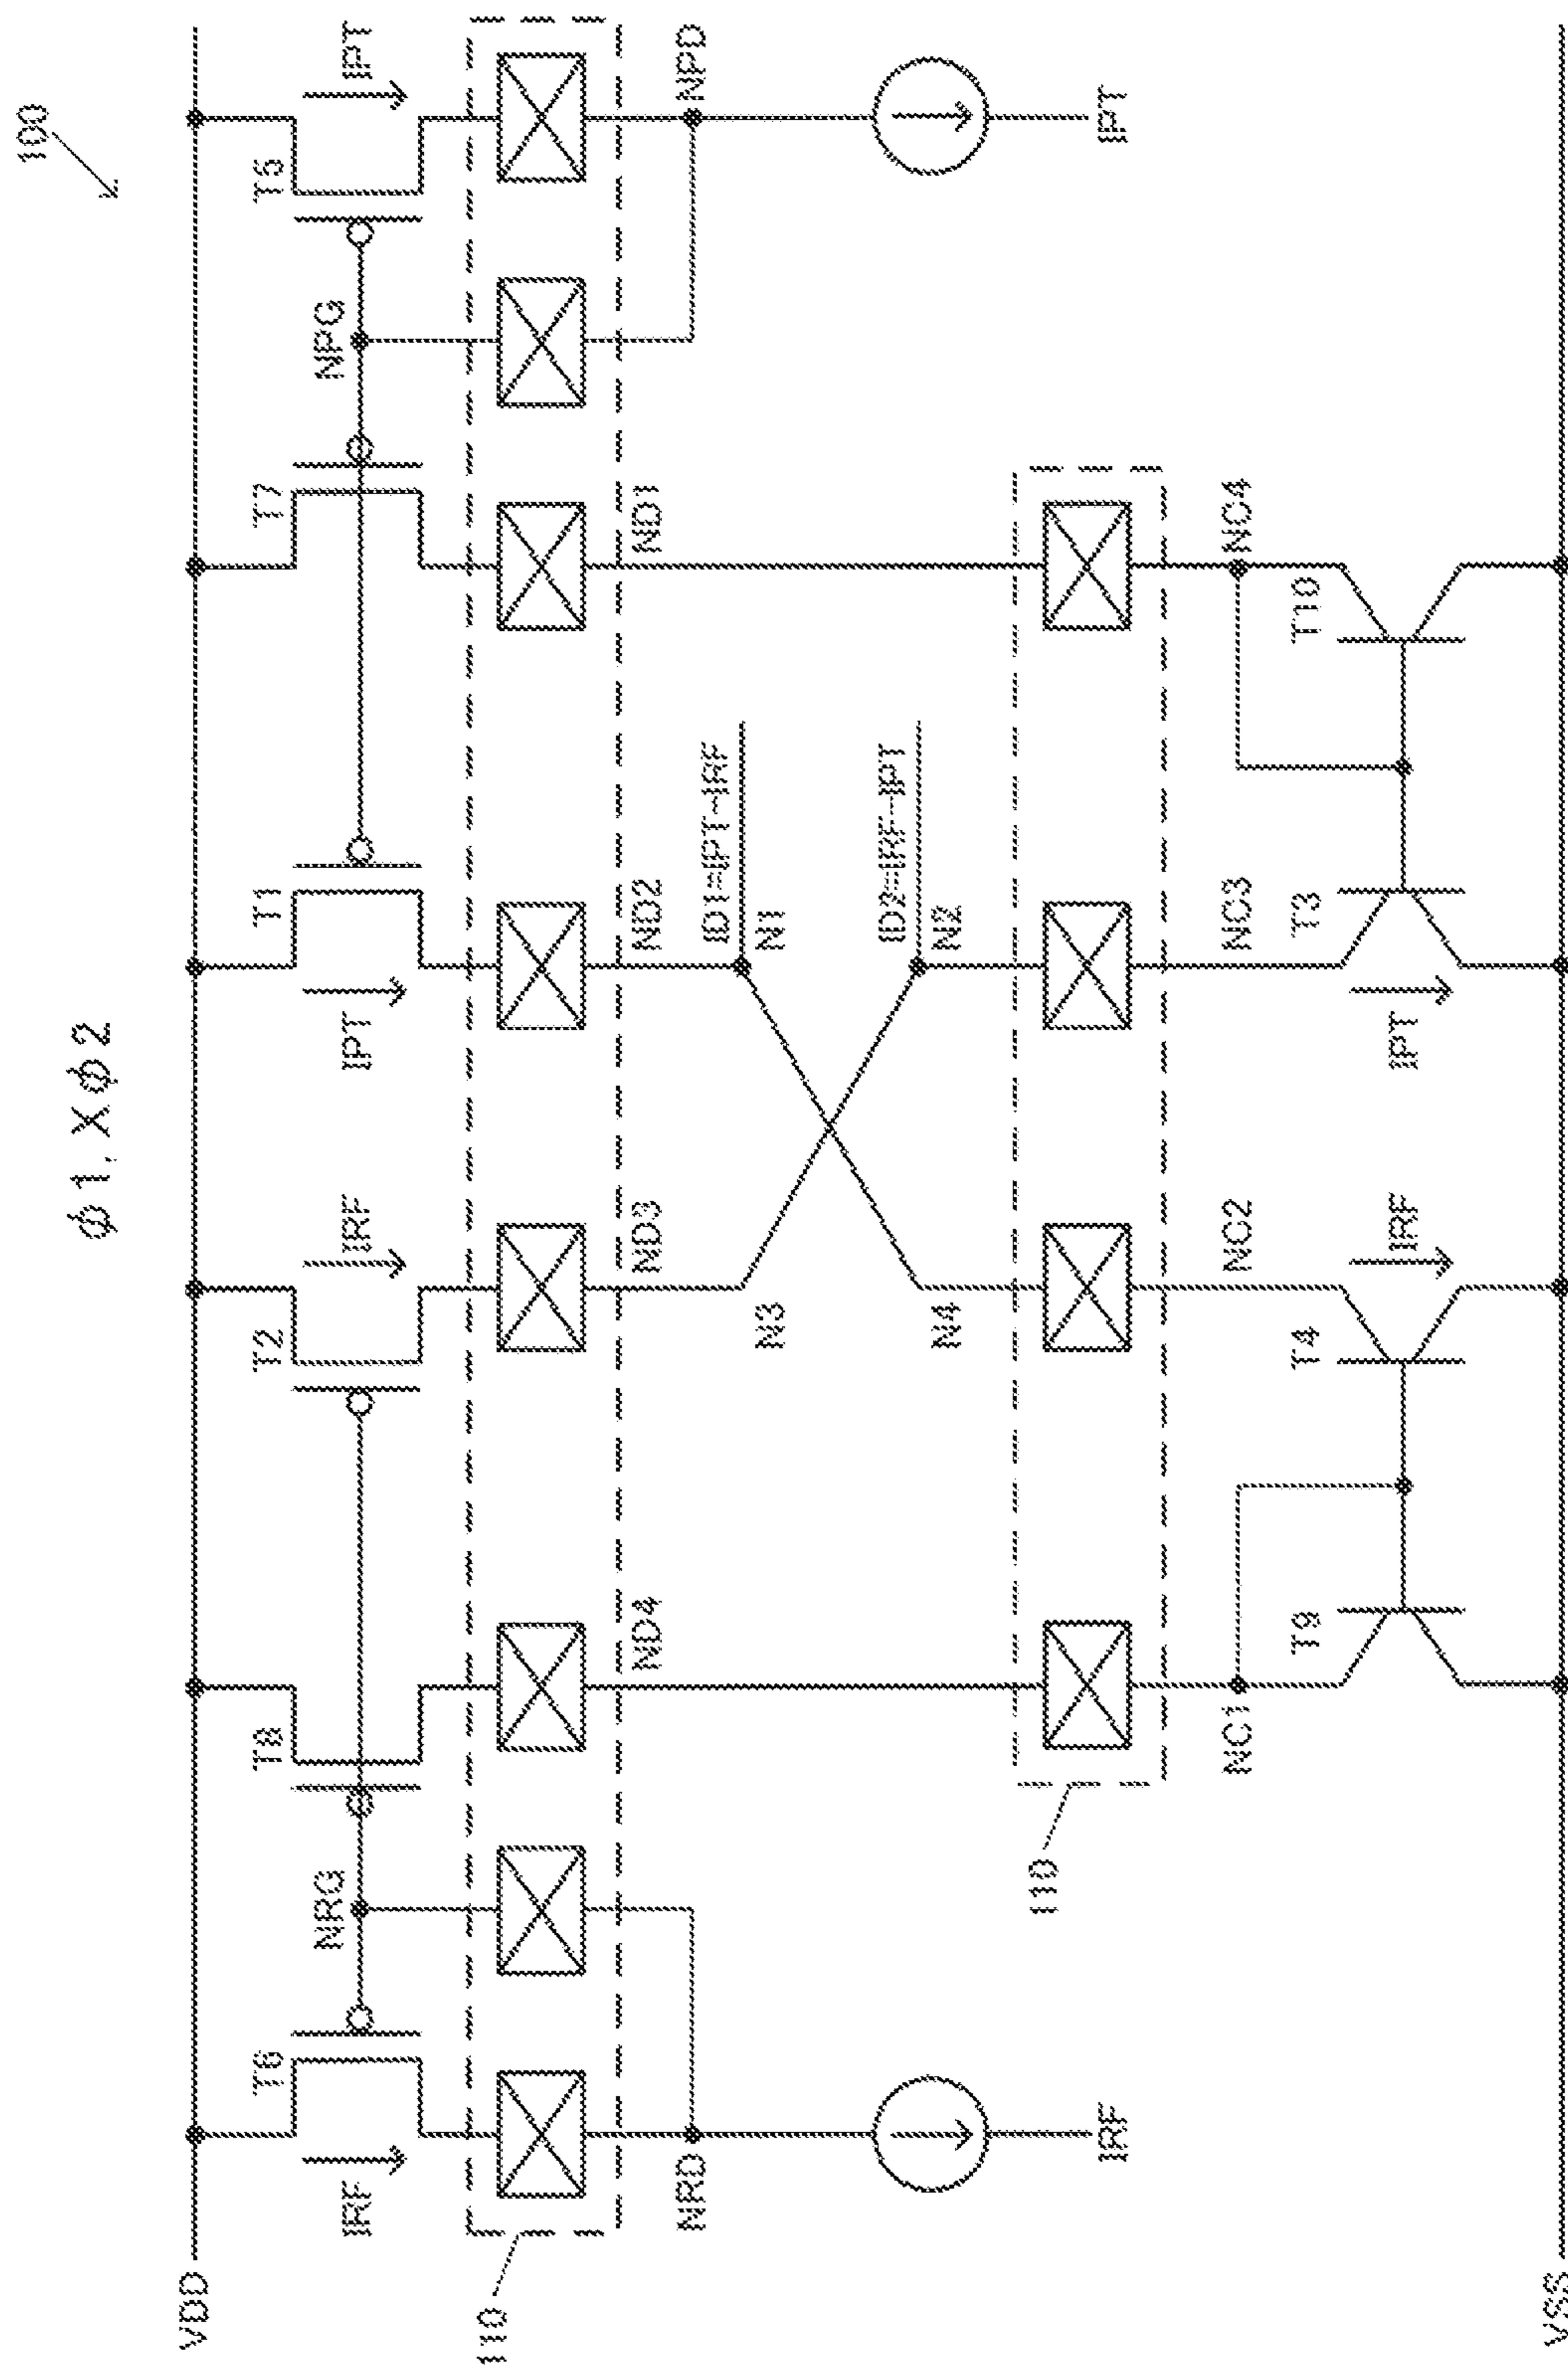 100
φ1, Xφ2
VDD
IRF
T6
NRG
T8
T2
IRF
IPT
T1
T7
NPG
T5
IPT
110
NRD
ND4
ND3
ND2
ND1
NPD
ID1=IPT-IRF
N3
N1
ID2=IRF-IPT
N4
N2
IRF
IPT
110
NC1
NC2
NC3
NC4
T9
T4
T3
T10
IRF
IPT
VSS